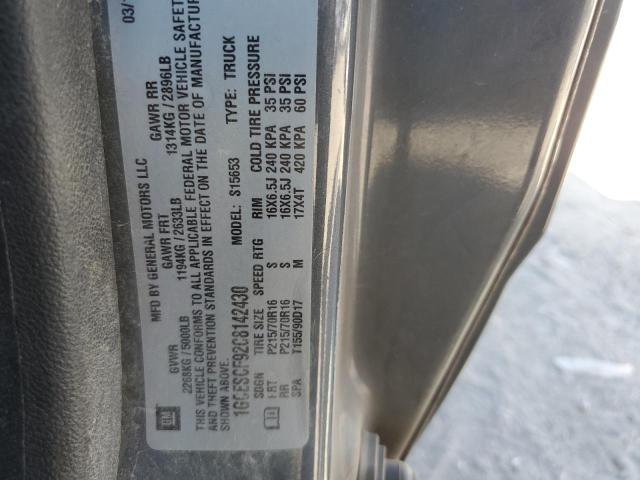 GM
MFD BY GENERAL MOTORS LLC
03/
GVWR GAWR FRT GAWR RR
2268KG / 5000LB 1194KG / 2633LB 1314KG / 2896LB
THIS VEHICLE CONFORMS TO ALL APPLICABLE FEDERAL MOTOR VEHICLE SAFETY
AND THEFT PREVENTION STANDARDS IN EFFECT ON THE DATE OF MANUFACTUR
SHOWN ABOVE.
1GCESCF92C8142430 MODEL: S15653 TYPE: TRUCK
SDGN TIRE SIZE SPEED RTG RIM COLD TIRE PRESSURE
FRT P215/70R16 S 16X6.5J 240 KPA 35 PSI
RR P215/70R16 S 16X6.5J 240 KPA 35 PSI
SPA T155/90D17 M 17X4T 420 KPA 60 PSI